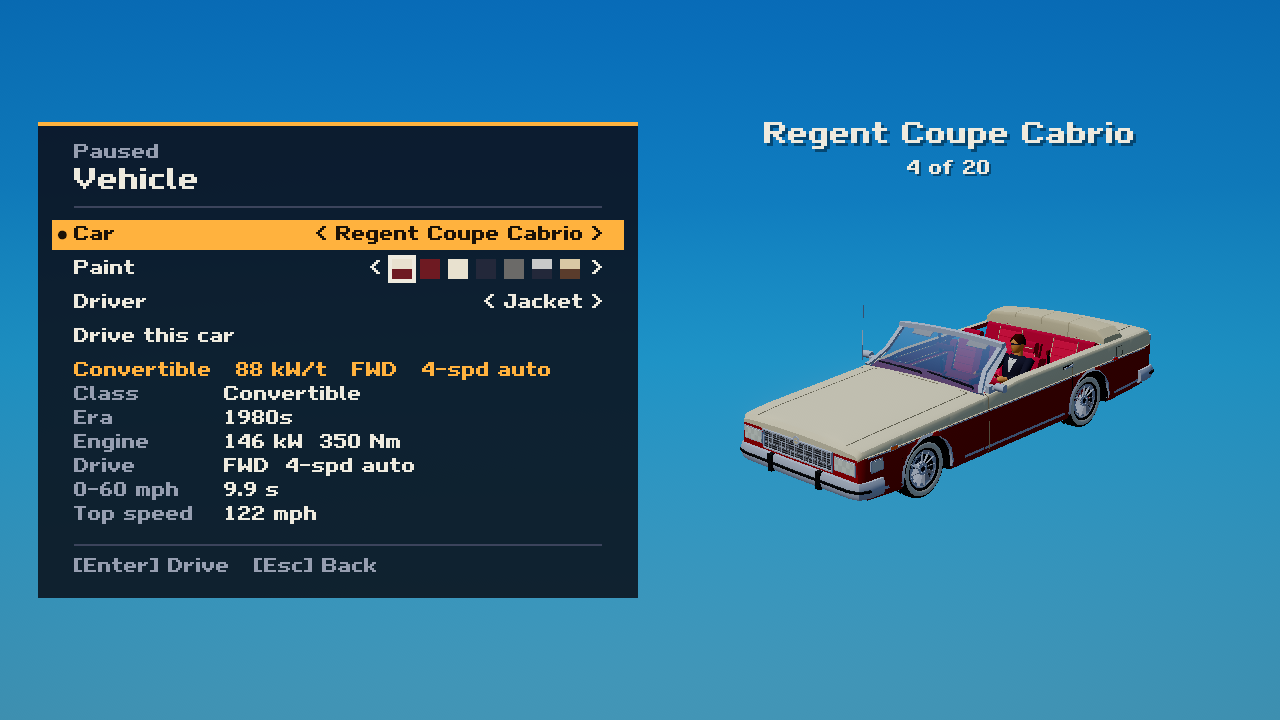 Paused
Vehicle
Car < Regent Coupe Cabrio >
Paint < >
Driver < Jacket >
Drive this car
Convertible 88 kW/t FWD 4-spd auto
Class Convertible
Era 1980s
Engine 146 kW 350 Nm
Drive FWD 4-spd auto
0-60 mph 9.9 s
Top speed 122 mph
[Enter] Drive [Esc] Back
Regent Coupe Cabrio
4 of 20